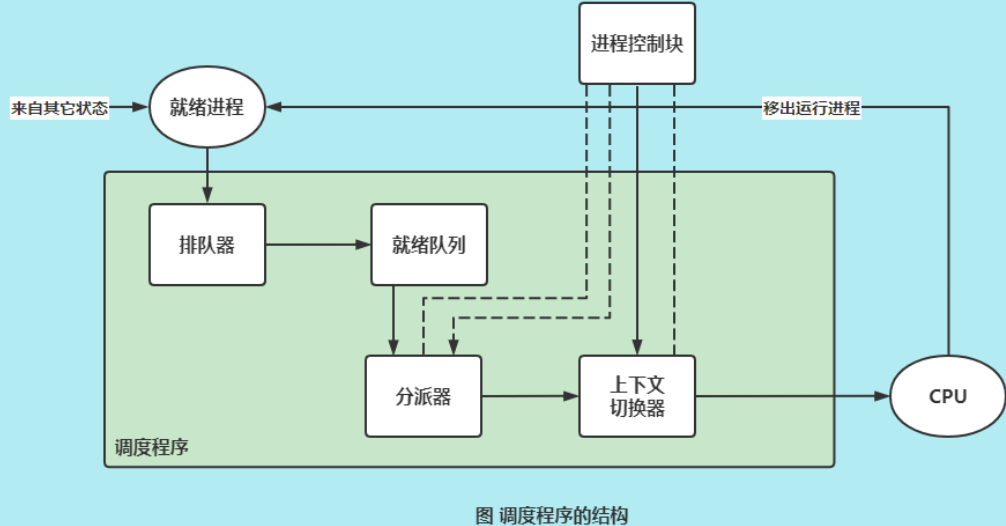 进程控制块
来自其它状态
就绪进程
移出运行进程
排队器
就绪队列
分派器
上下文
切换器
CPU
调度程序
图 调度程序的结构